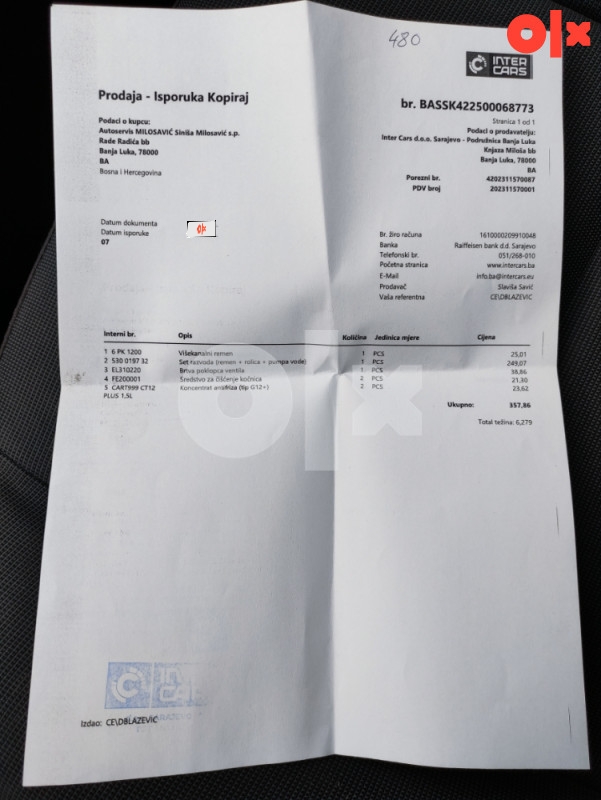 olx
480
INTER CARS
Prodaja - Isporuka Kopiraj
br. BASSK422500068773
Stranica 1 od 1
Podaci o kupcu:
Autoservis MILOSAVIĆ Siniša Milosavić s.p.
Rade Radića bb
Banja Luka, 78000
BA
Bosna i Hercegovina
Podaci o prodavatelju:
Inter Cars d.o.o. Sarajevo - Podružnica Banja Luka
Knjaza Miloša bb
Banja Luka, 78000
BA
Porezni br. 4202311570087
PDV broj 202311570001
Datum dokumenta
olx
Datum isporuke
07
Br. žiro računa 1610000209910048
Banka Raiffeisen bank d.d. Sarajevo
Telefonski br. 051/268-010
Početna stranica www.intercars.ba
E-Mail info.ba@intercars.eu
Prodavač Slaviša Savić
Vaša referentna CE\DBLAZEVIC
Interni br. Opis Količina Jedinica mjere Cijena
1 6 PK 1200 Višekanalni remen 1 PCS 25,01
2 530 0197 32 Set razvoda (remen + rolica + pumpa vode) 1 PCS 249,07
3 EL310220 Brtva poklopca ventila 1 PCS 38,86
4 FE200001 Sredstvo za čišćenje kočnica 2 PCS 21,30
5 CART999 CT12 Koncentrat antifriza (tip G12+) 2 PCS 23,62
PLUS 1,5L
Ukupno: 357,86
Total težina: 6,279
olx
INTER CARS
Izdao: CE\DBLAZEVIC